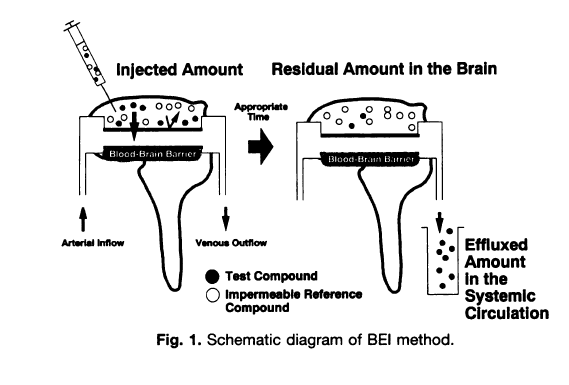 Injected Amount
Residual Amount in the Brain
Appropriate
Time
Blood-Brain Barrier
Blood-Brain Barrier
Arterial Inflow
Venous Outflow
Test Compound
Impermeable Reference
Compound
Effluxed
Amount
in the
Systemic
Circulation
Fig. 1. Schematic diagram of BEI method.